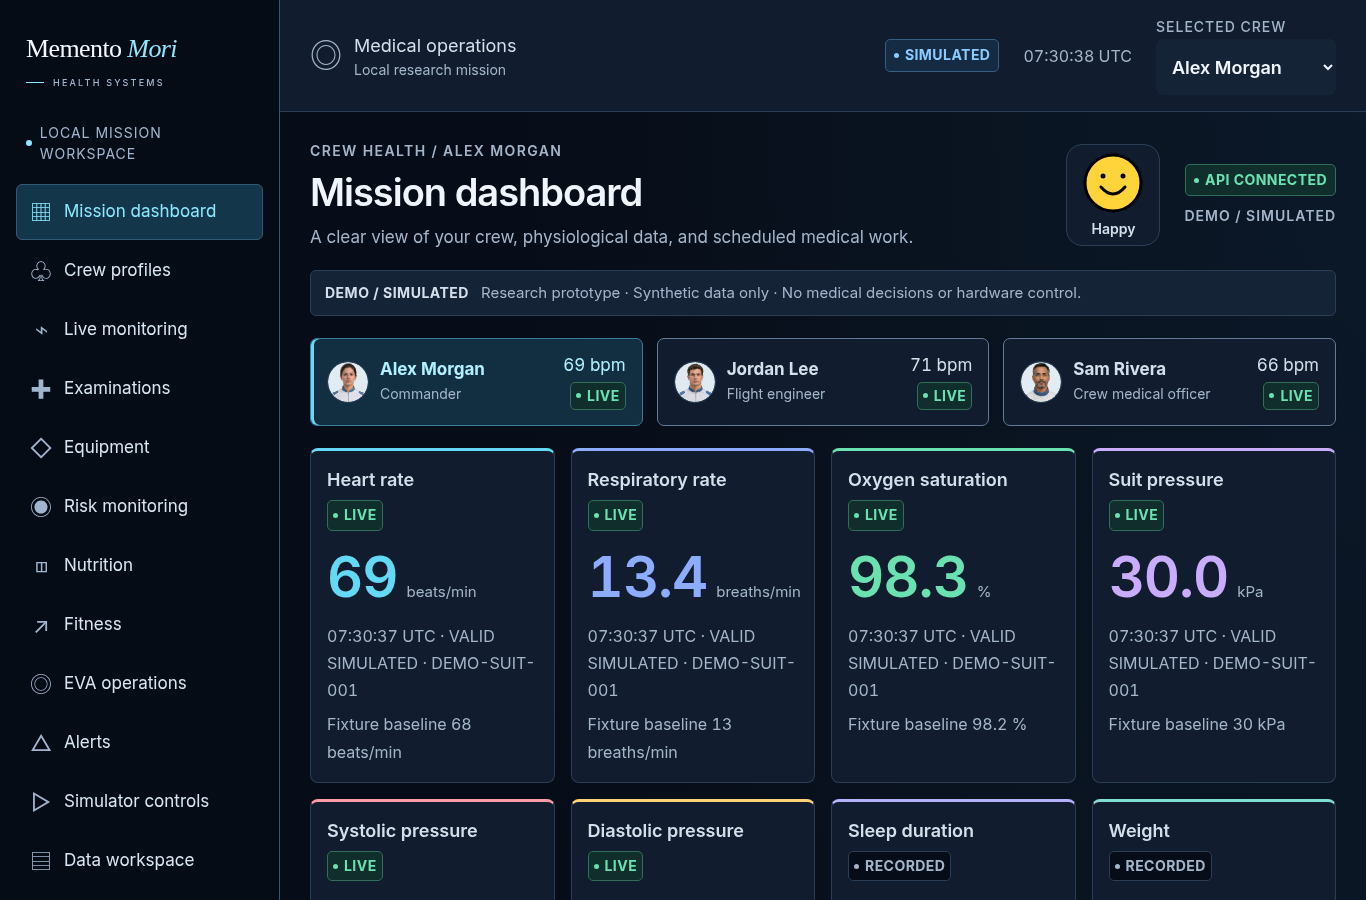 Memento Mori
HEALTH SYSTEMS
LOCAL MISSION
WORKSPACE
Mission dashboard
Crew profiles
Live monitoring
Examinations
Equipment
Risk monitoring
Nutrition
Fitness
EVA operations
Alerts
Simulator controls
Data workspace
Medical operations
Local research mission
SIMULATED
07:30:38 UTC
SELECTED CREW
Alex Morgan
CREW HEALTH / ALEX MORGAN
Mission dashboard
A clear view of your crew, physiological data, and scheduled medical work.
Happy
API CONNECTED
DEMO / SIMULATED
DEMO / SIMULATED Research prototype · Synthetic data only · No medical decisions or hardware control.
Alex Morgan
Commander
69 bpm
LIVE
Jordan Lee
Flight engineer
71 bpm
LIVE
Sam Rivera
Crew medical officer
66 bpm
LIVE
Heart rate
LIVE
69 beats/min
07:30:37 UTC · VALID
SIMULATED · DEMO-SUIT-
001
Fixture baseline 68
beats/min
Respiratory rate
LIVE
13.4 breaths/min
07:30:37 UTC · VALID
SIMULATED · DEMO-SUIT-
001
Fixture baseline 13
breaths/min
Oxygen saturation
LIVE
98.3 %
07:30:37 UTC · VALID
SIMULATED · DEMO-SUIT-
001
Fixture baseline 98.2 %
Suit pressure
LIVE
30.0 kPa
07:30:37 UTC · VALID
SIMULATED · DEMO-SUIT-
001
Fixture baseline 30 kPa
Systolic pressure
LIVE
Diastolic pressure
LIVE
Sleep duration
RECORDED
Weight
RECORDED